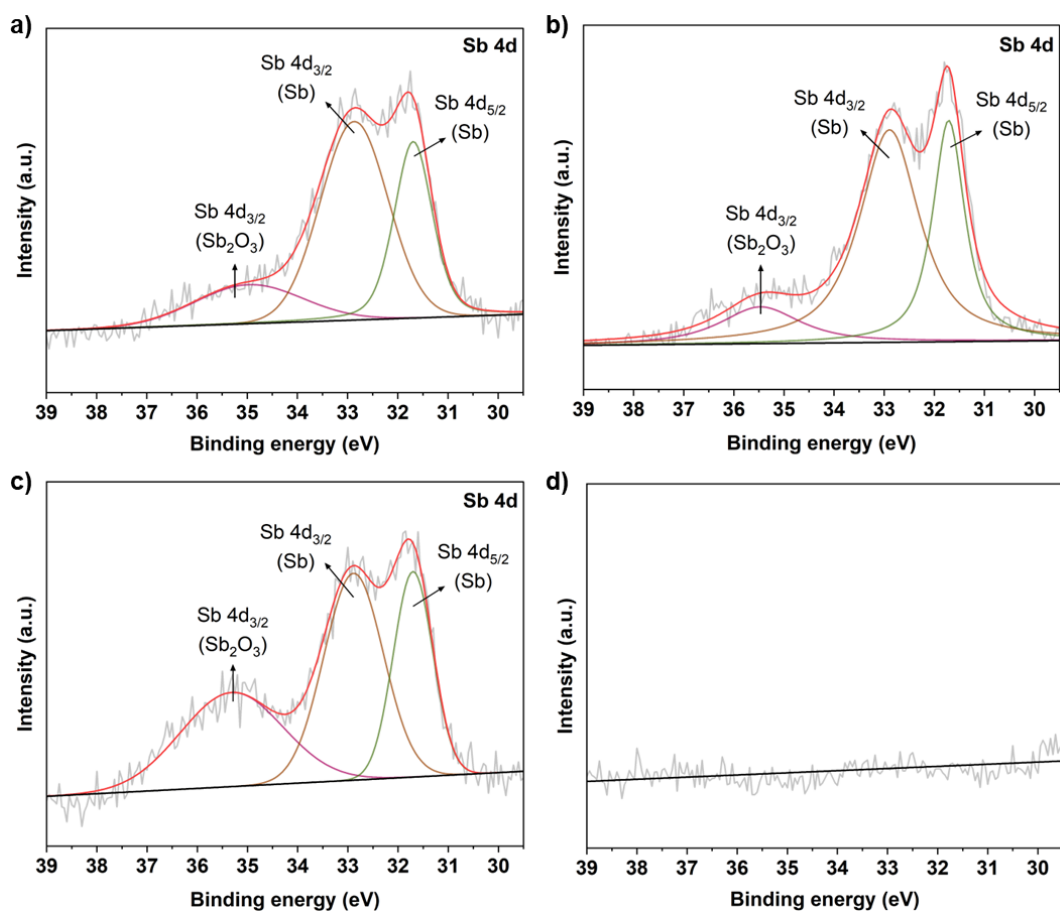 a)
Sb 4d
Sb 4d3/2
(Sb)
Sb 4d5/2
(Sb)
Sb 4d3/2
(Sb2O3)
Intensity (a.u.)
39 38 37 36 35 34 33 32 31 30
Binding energy (eV)
b)
Sb 4d
Sb 4d3/2
(Sb)
Sb 4d5/2
(Sb)
Sb 4d3/2
(Sb2O3)
Intensity (a.u.)
39 38 37 36 35 34 33 32 31 30
Binding energy (eV)
c)
Sb 4d
Sb 4d3/2
(Sb)
Sb 4d5/2
(Sb)
Sb 4d3/2
(Sb2O3)
Intensity (a.u.)
39 38 37 36 35 34 33 32 31 30
Binding energy (eV)
d)
Intensity (a.u.)
39 38 37 36 35 34 33 32 31 30
Binding energy (eV)